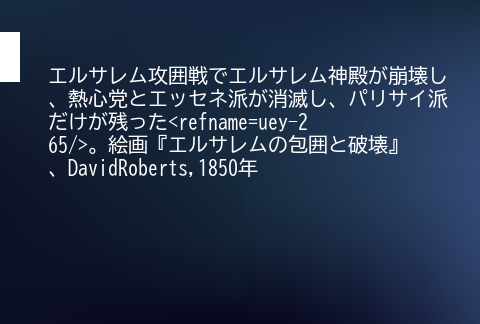 エルサレム攻囲戦でエルサレム神殿が崩壊し
、熱心党とエッセネ派が消滅し、パリサイ派
だけが残った<refname=uey-2
65/>。絵画『エルサレムの包囲と破壊』
、DavidRoberts,1850年